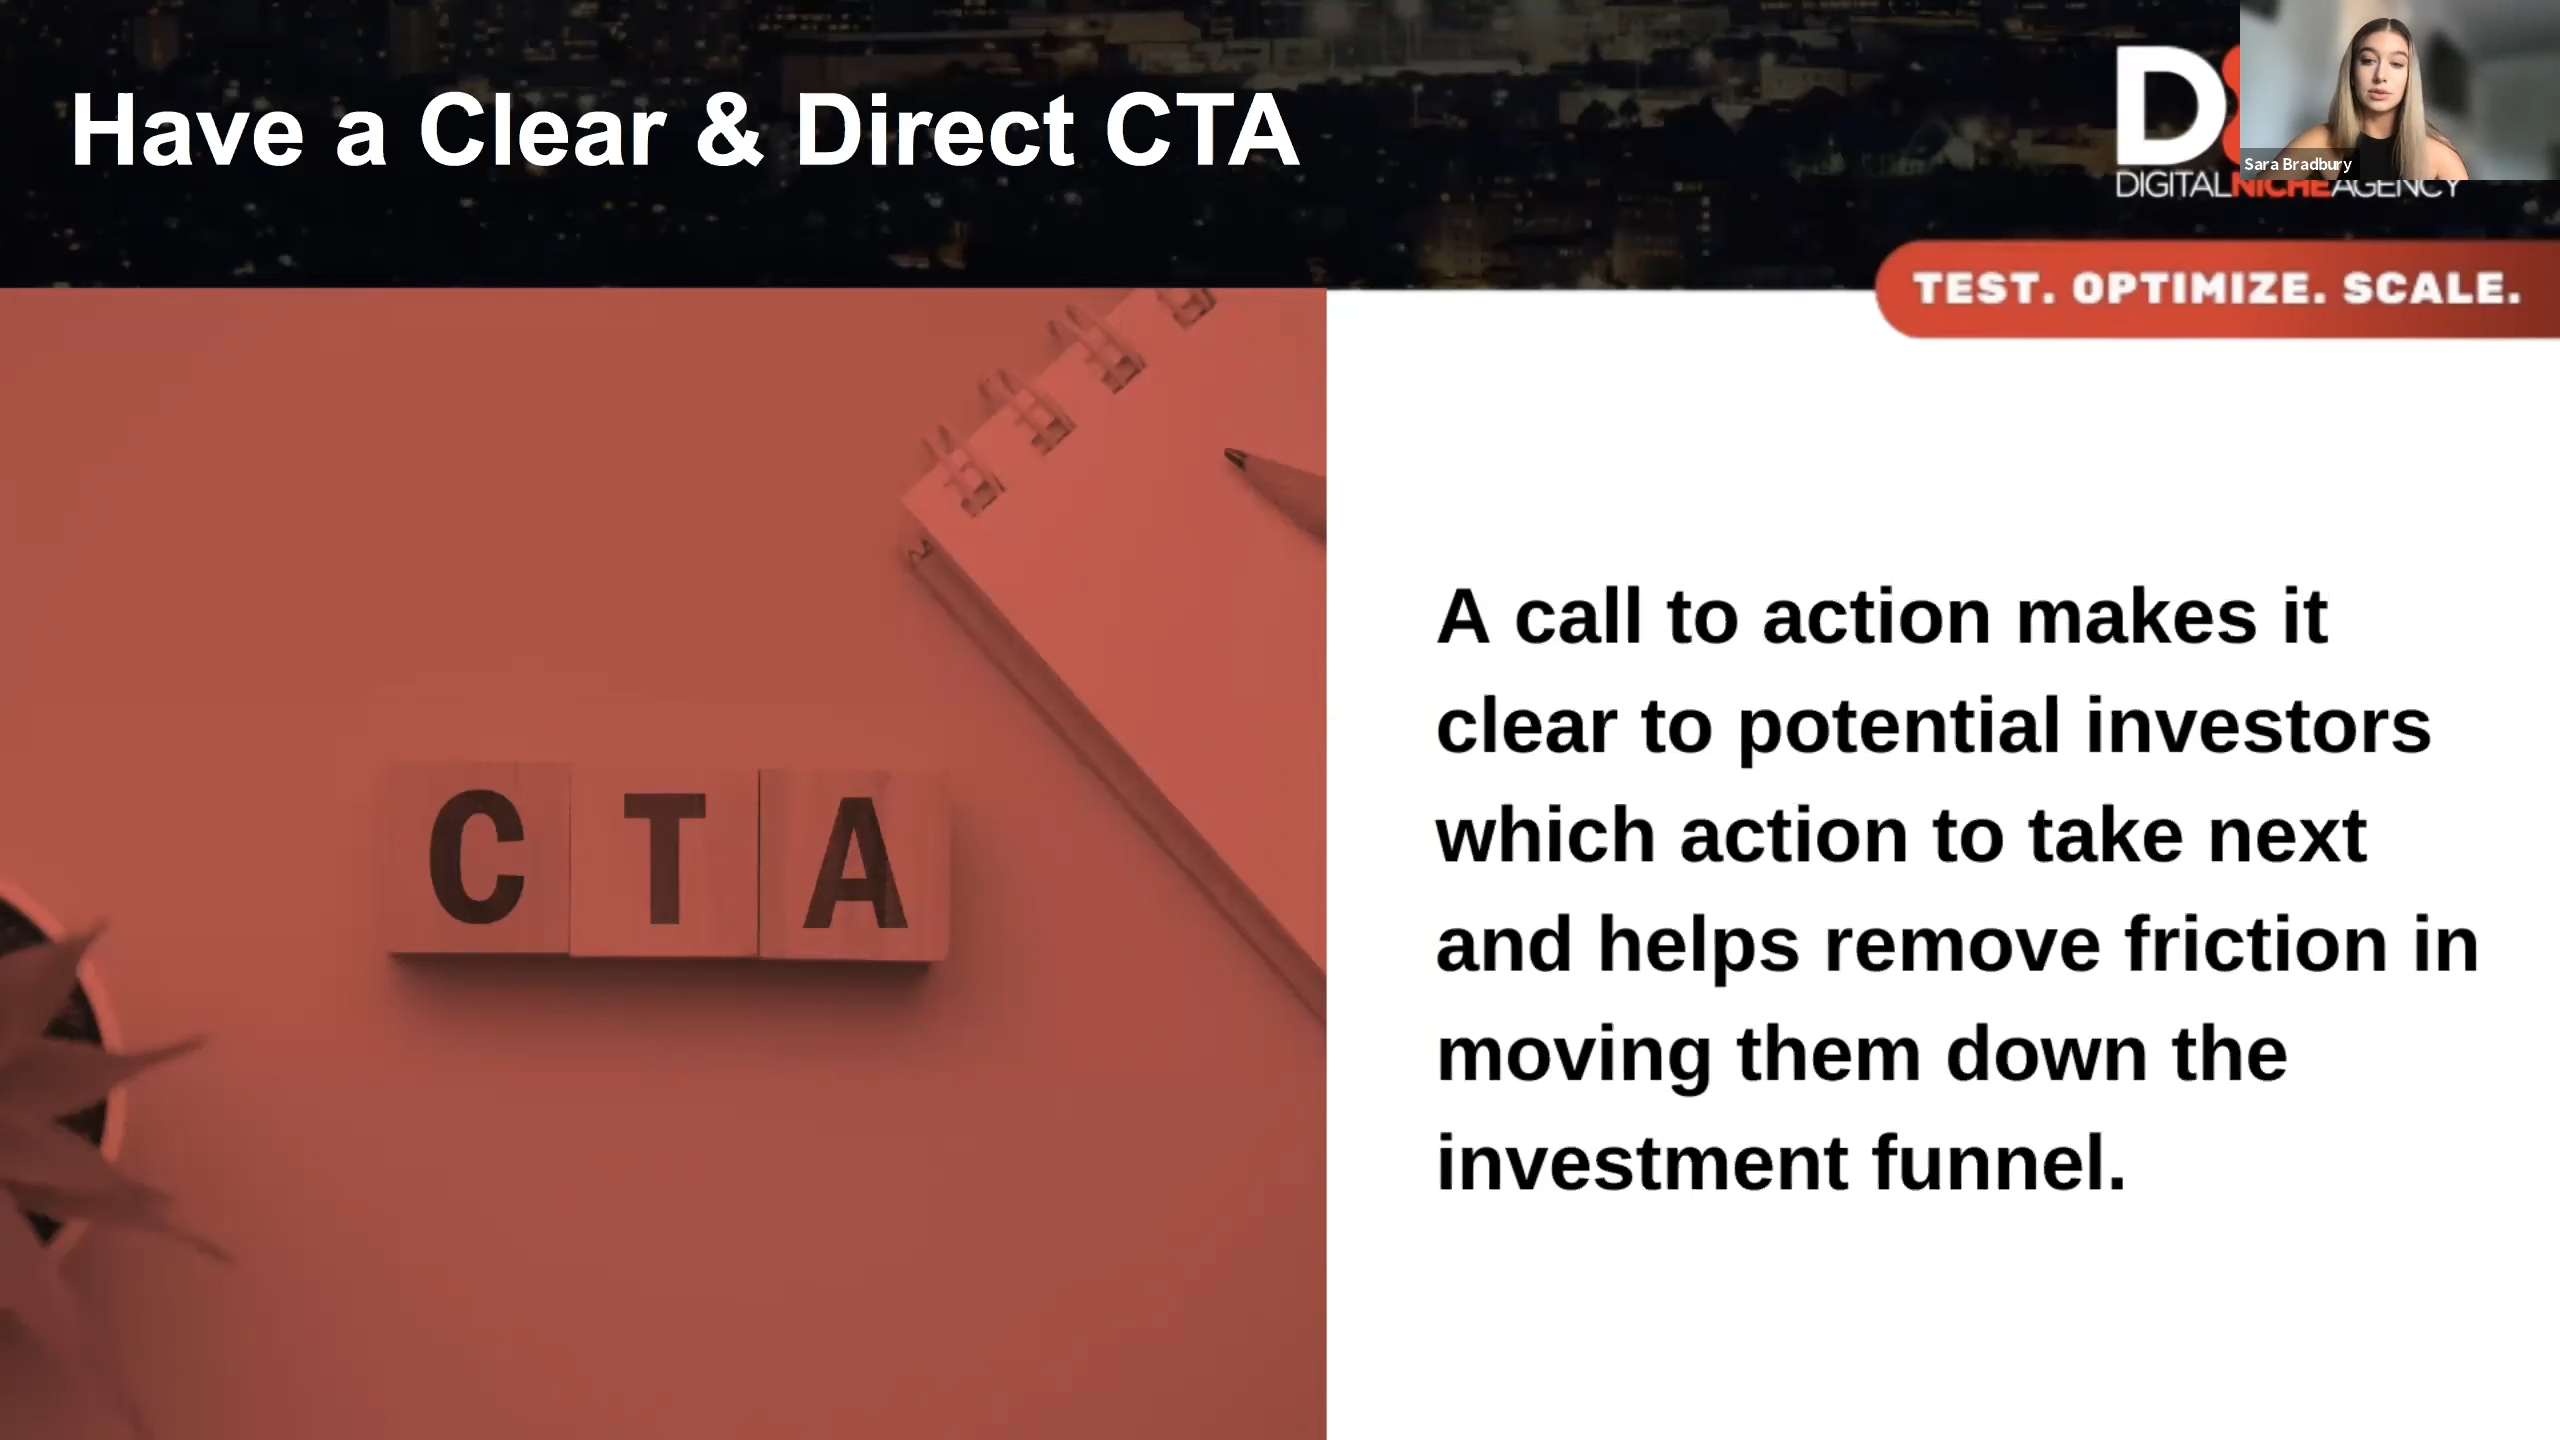 Have a Clear & Direct CTA
D
Sara Bradbury
DIGITALNICHEAGENCY
TEST. OPTIMIZE. SCALE.
C T A
A call to action makes it
clear to potential investors
which action to take next
and helps remove friction in
moving them down the
investment funnel.